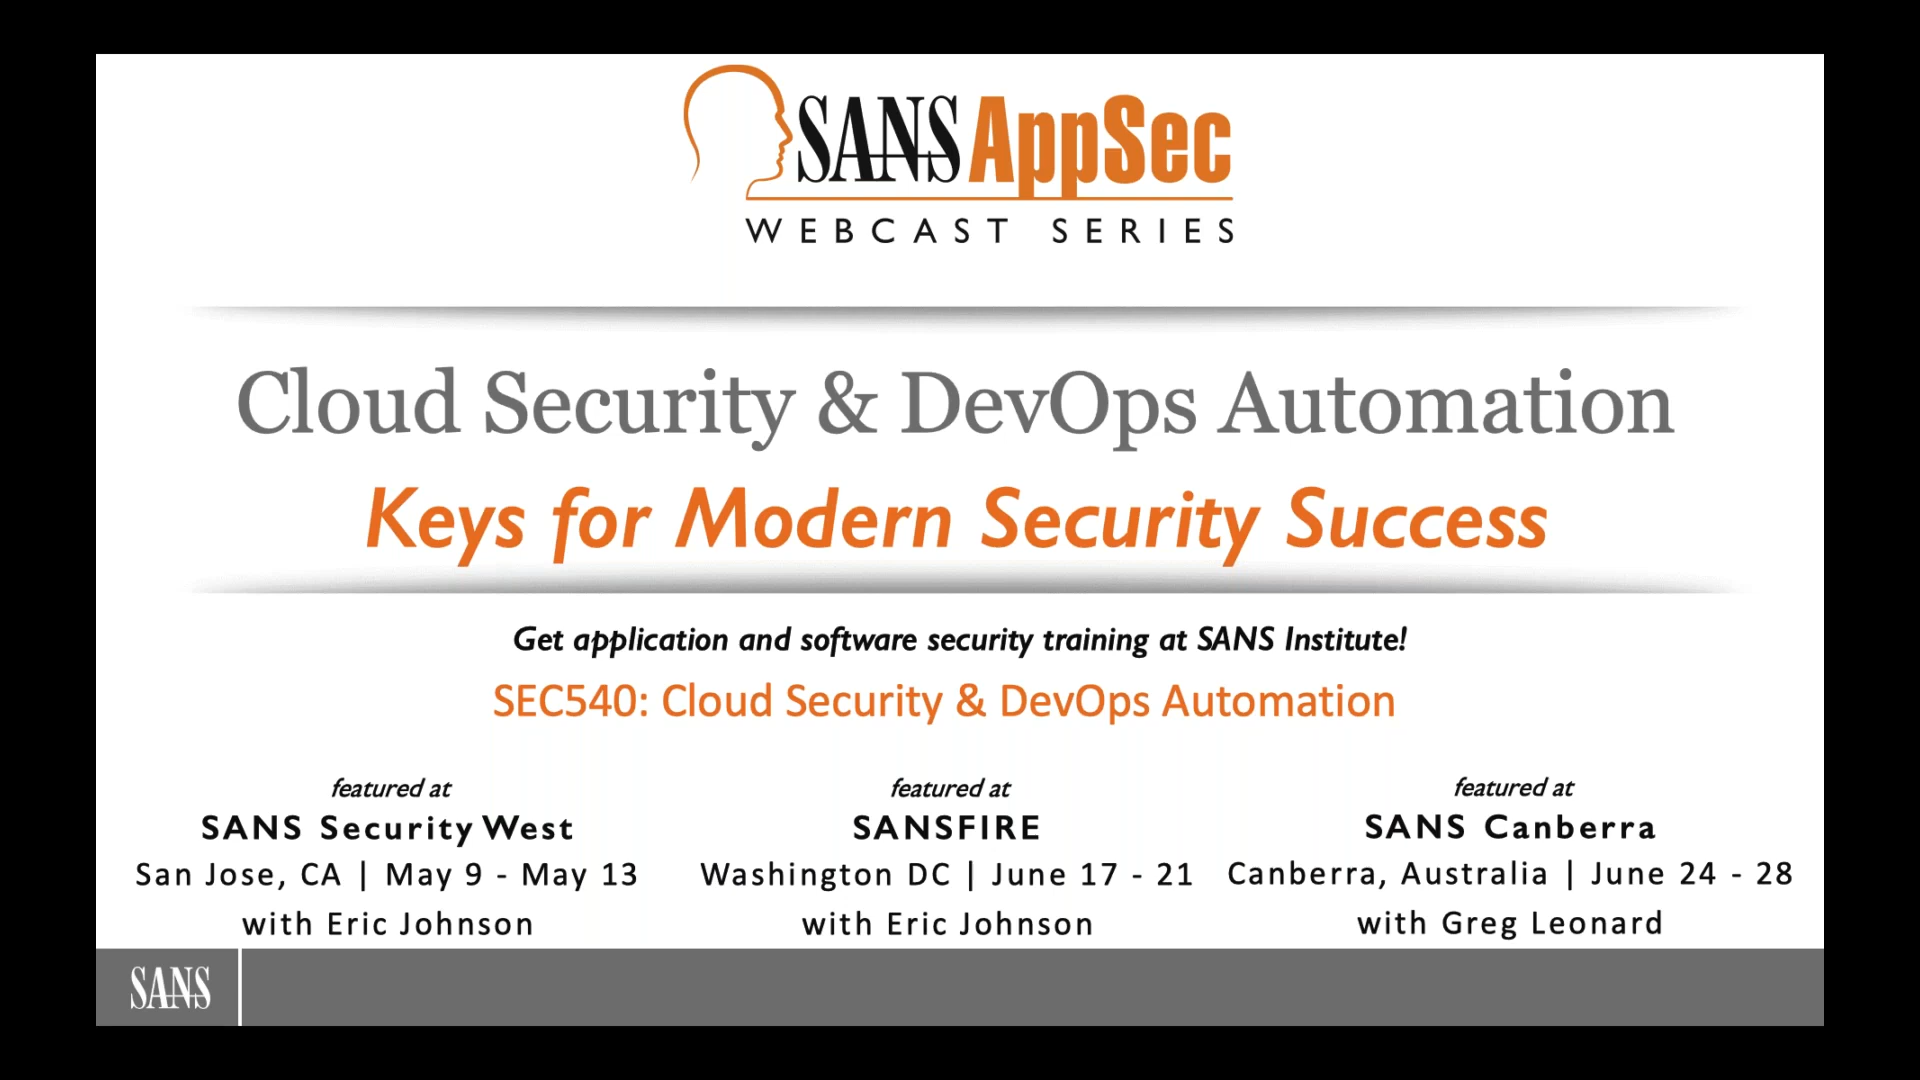 SANS AppSec
WEBCAST SERIES
Cloud Security & DevOps Automation
Keys for Modern Security Success
Get application and software security training at SANS Institute!
SEC540: Cloud Security & DevOps Automation
featured at
SANS Security West
San Jose, CA | May 9 - May 13
with Eric Johnson
featured at
SANSFIRE
Washington DC | June 17 - 21
with Eric Johnson
featured at
SANS Canberra
Canberra, Australia | June 24 - 28
with Greg Leonard
SANS